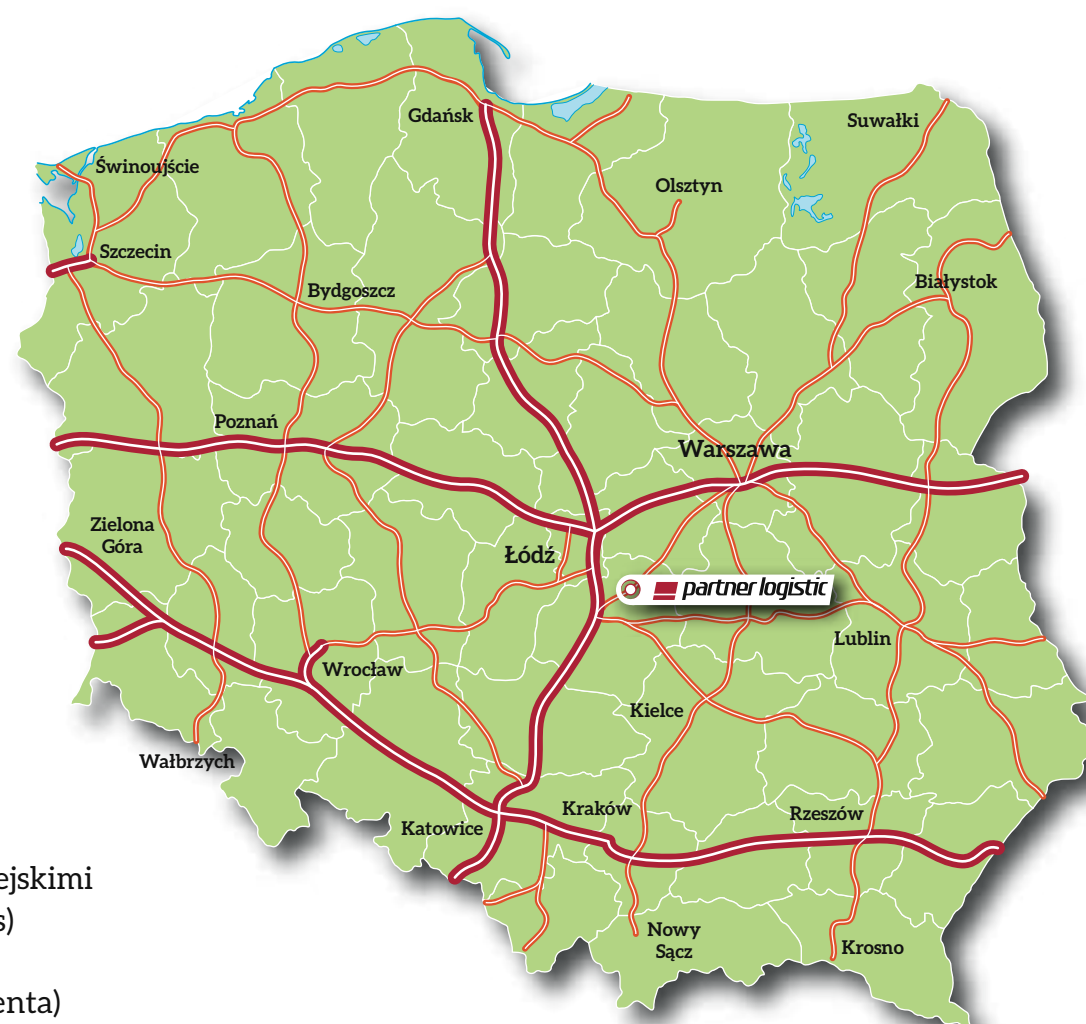 Gdańsk
Suwałki
Świnoujście
Olsztyn
Szczecin
Bydgoszcz
Białystok
Poznań
Warszawa
Zielona
Góra
Łódź
partner logistic
Lublin
Wrocław
Kielce
Wałbrzych
Katowice
Kraków
Rzeszów
ejskimi
s)
Nowy
Sącz
Krosno
enta)